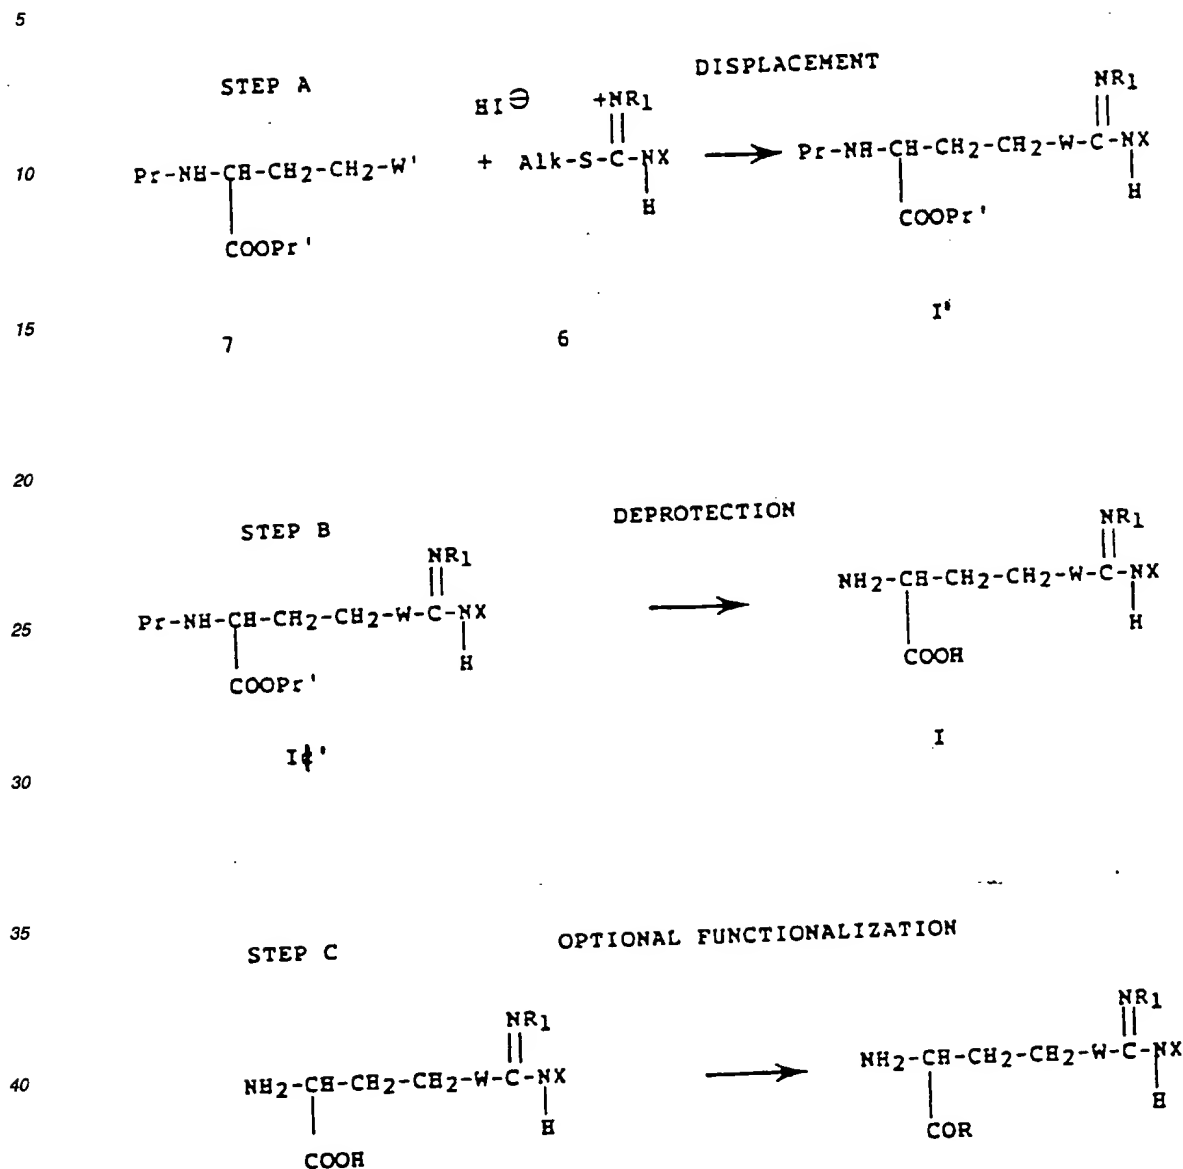 5
STEP A
DISPLACEMENT
HI⊖ +NR1 NR1
10 Pr-NH-CH-CH2-CH2-W' + Alk-S-C-NX → Pr-NH-CH-CH2-CH2-W-C-NX
H H
COOPr' COOPr'
15 7 6 I'
20
STEP B DEPROTECTION
NR1 NR1
Pr-NH-CH-CH2-CH2-W-C-NX → NH2-CH-CH2-CH2-W-C-NX
25 H H
COOPr' COOH
I' I
30
35 STEP C OPTIONAL FUNCTIONALIZATION
NR1 NR1
40 NH2-CH-CH2-CH2-W-C-NX → NH2-CH-CH2-CH2-W-C-NX
H H
COOH COR